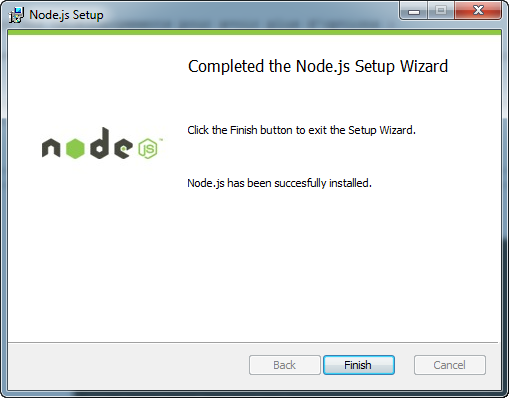 Node.js Setup
Completed the Node.js Setup Wizard
Click the Finish button to exit the Setup Wizard.
node JS ™
Node.js has been succesfully installed.
Back Finish Cancel